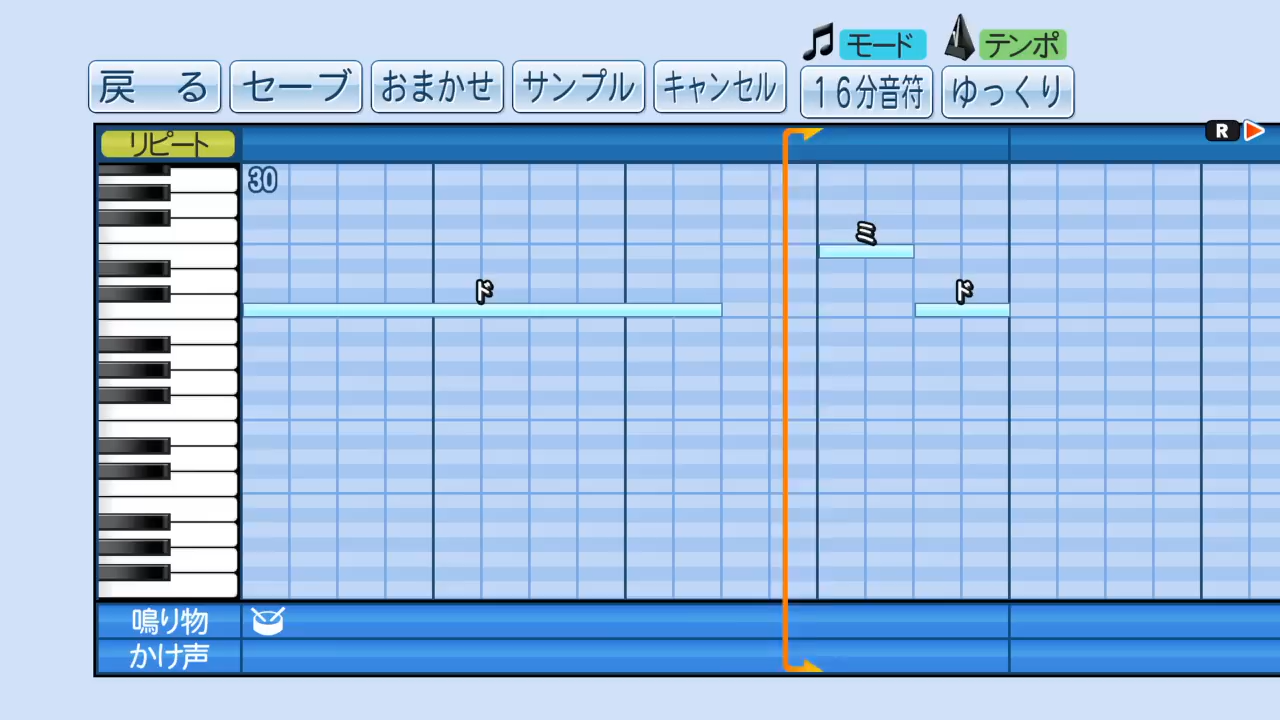 モード テンポ
戻る セーブ おまかせ サンプル キャンセル 16分音符 ゆっくり
リピート R
30
ミ
ド ド
鳴り物
かけ声